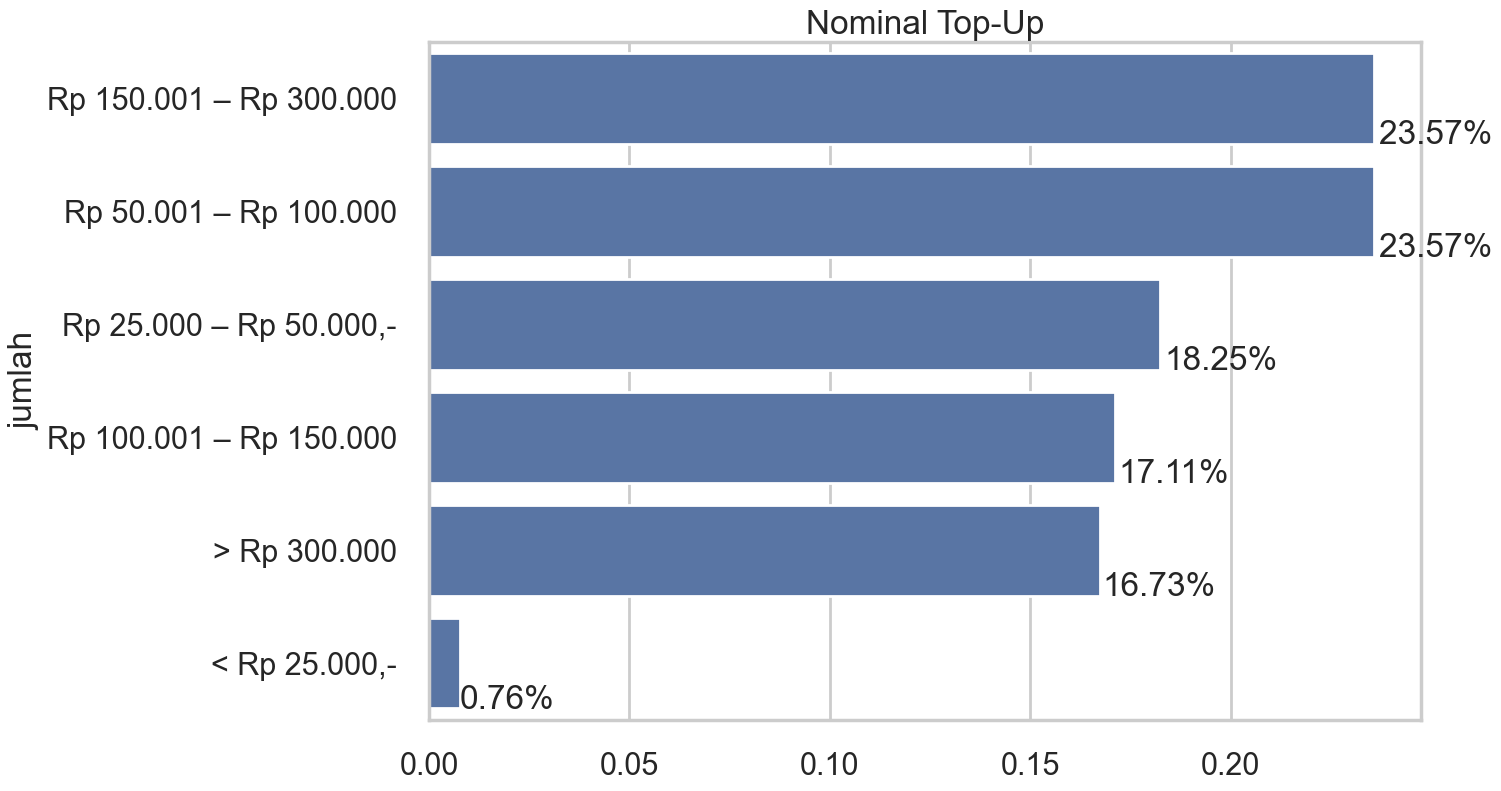 Nominal Top-Up
jumlah
Rp 150.001 – Rp 300.000
23.57%
Rp 50.001 – Rp 100.000
23.57%
Rp 25.000 – Rp 50.000,-
18.25%
Rp 100.001 – Rp 150.000
17.11%
> Rp 300.000
16.73%
< Rp 25.000,-
0.76%
0.00 0.05 0.10 0.15 0.20